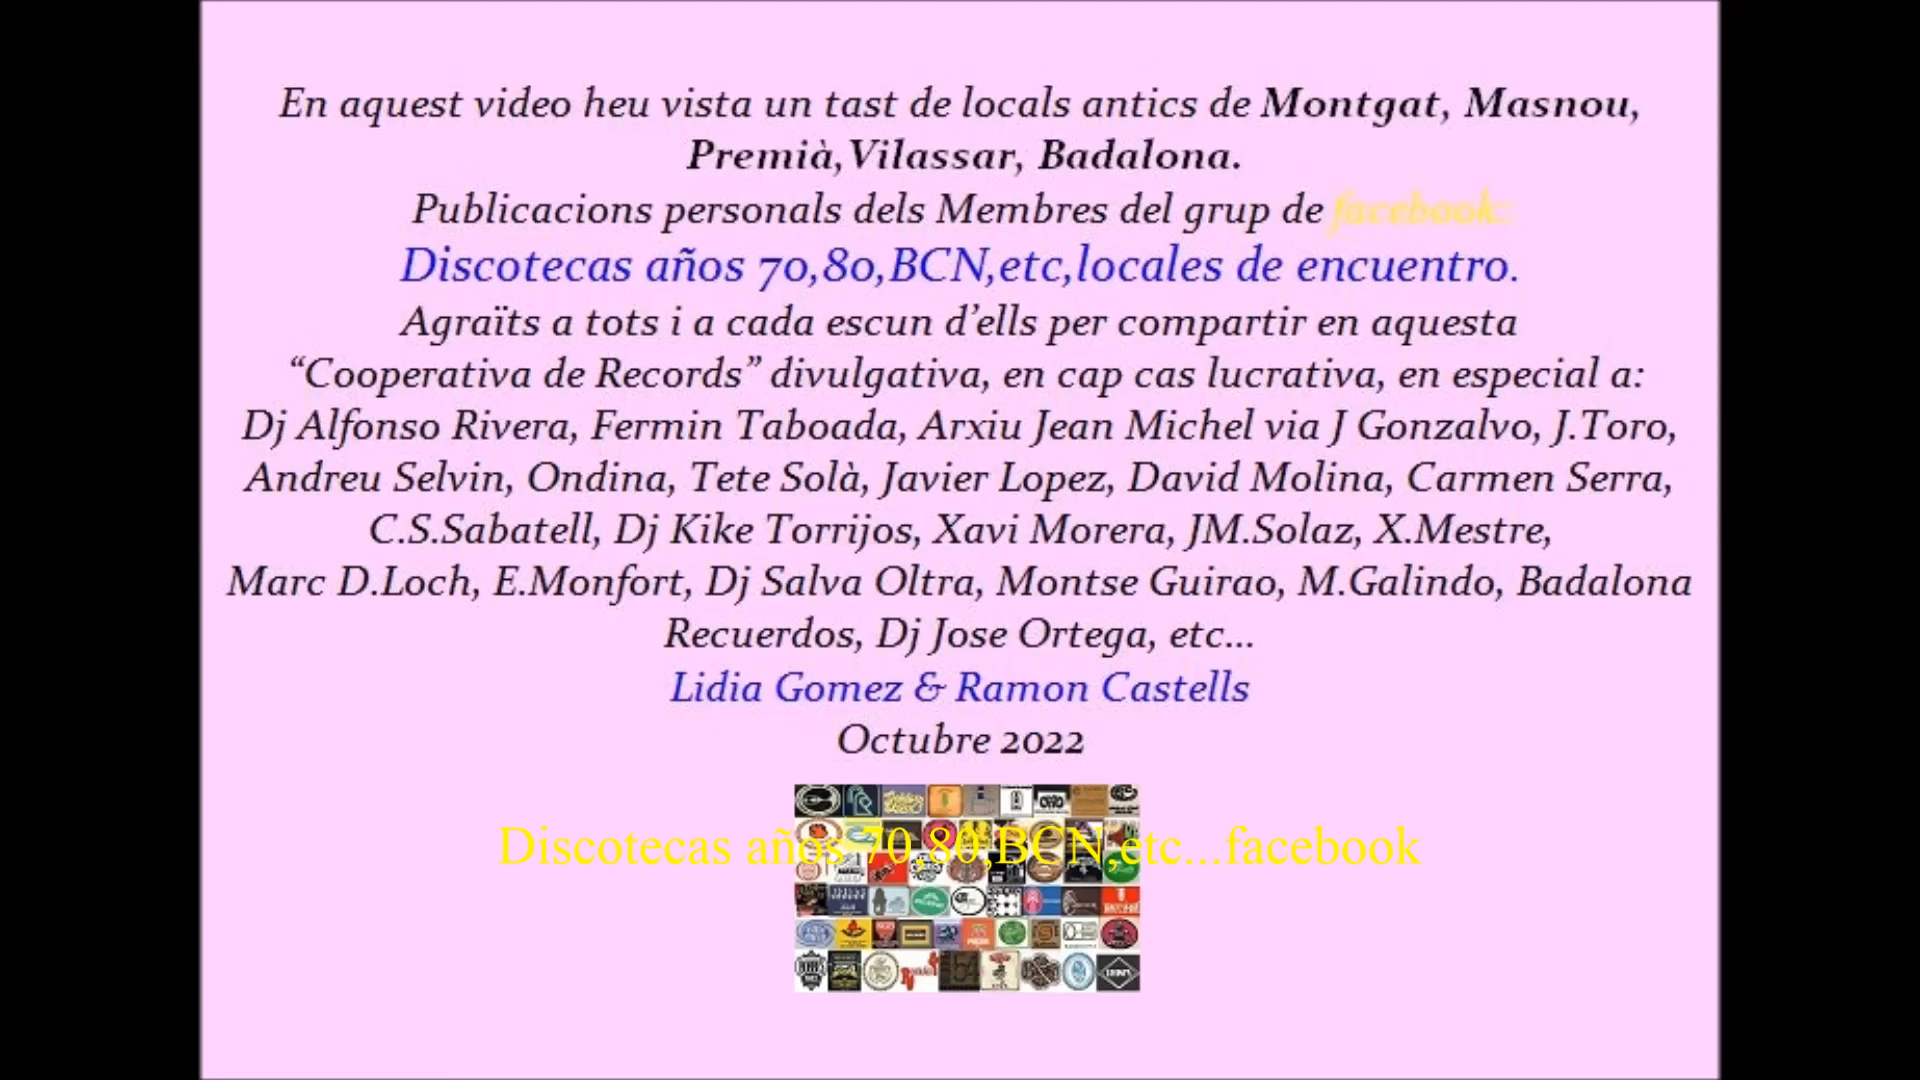 En aquest video heu vista un tast de locals antics de Montgat, Masnou,
Premià,Vilassar, Badalona.
Publicacions personals dels Membres del grup de facebook:
Discotecas años 70,80,BCN,etc,locales de encuentro.
Agraïts a tots i a cada escun d’ells per compartir en aquesta
“Cooperativa de Records” divulgativa, en cap cas lucrativa, en especial a:
Dj Alfonso Rivera, Fermin Taboada, Arxiu Jean Michel via J Gonzalvo, J.Toro,
Andreu Selvin, Ondina, Tete Solà, Javier Lopez, David Molina, Carmen Serra,
C.S.Sabatell, Dj Kike Torrijos, Xavi Morera, JM.Solaz, X.Mestre,
Marc D.Loch, E.Monfort, Dj Salva Oltra, Montse Guirao, M.Galindo, Badalona
Recuerdos, Dj Jose Ortega, etc...
Lidia Gomez & Ramon Castells
Octubre 2022
Discotecas años 70,80,BCN,etc...facebook